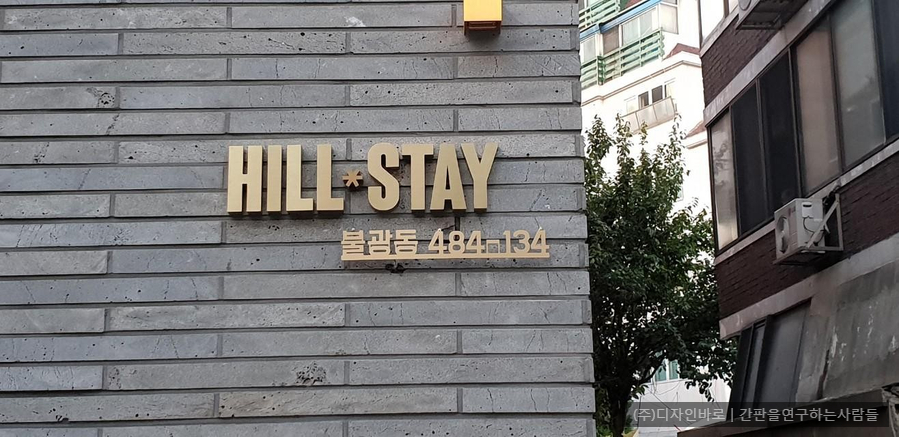 HILL*STAY
불광동 484-134
(주)디자인바로 | 간판을연구하는사람들